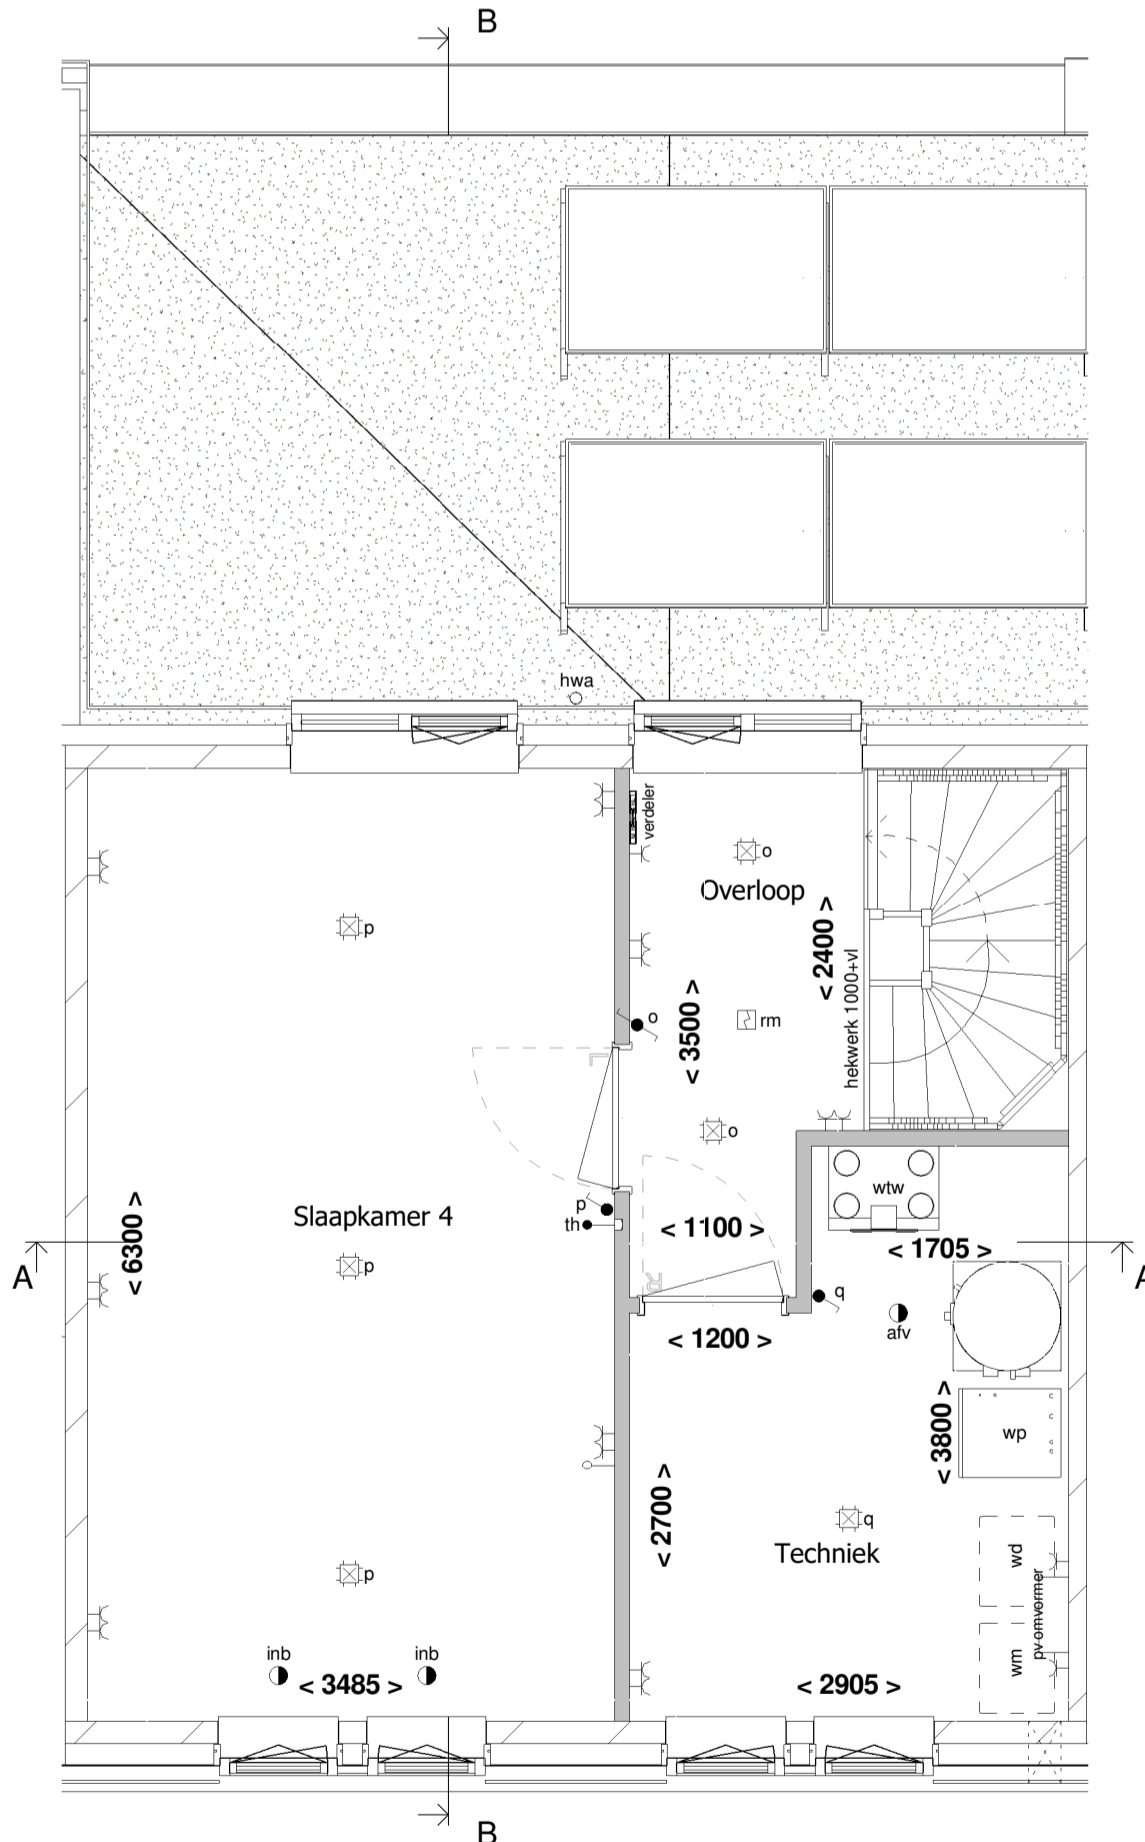 B
hwa
verdeler
o
Overloop
p
< 2400 >
hekwerk 1000+vl
o
< 3500 >
rm
L
o
wtw
p
th
Slaapkamer 4
< 6300 >
< 1100 >
< 1705 >
A
A
p
R
q
afv
< 1200 >
< 3800 >
wp
< 2700 >
q
Techniek
wd
pv omvormer
p
wm
inb
inb
< 3485 >
< 2905 >
B